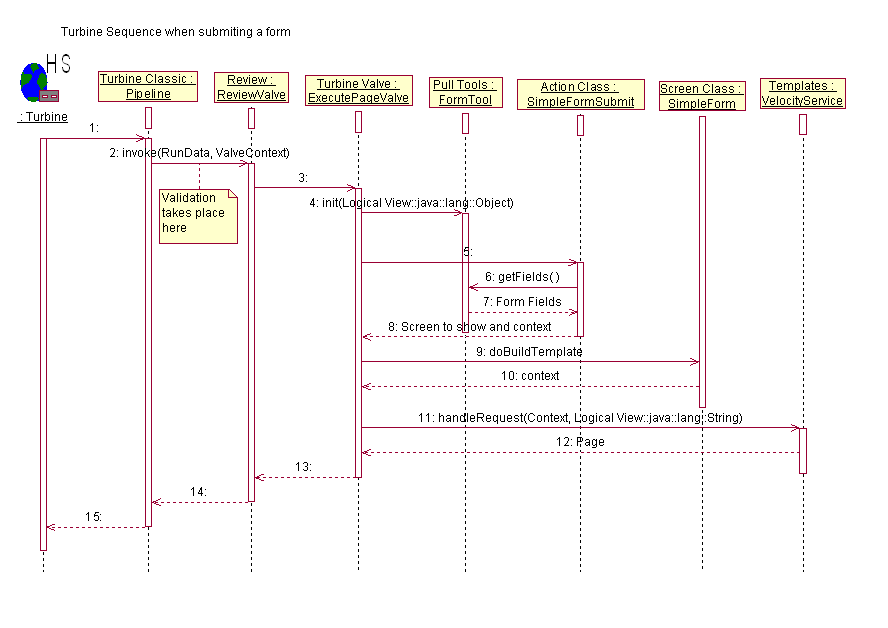 Turbine Sequence when submiting a form
HS
: Turbine
Turbine Classic :
Pipeline
Review :
ReviewValve
Turbine Valve :
ExecutePageValve
Pull Tools :
FormTool
Action Class :
SimpleFormSubmit
Screen Class :
SimpleForm
Templates :
VelocityService
1:
2: invoke(RunData, ValveContext)
Validation
takes place
here
3:
4: init(Logical View::java::lang::Object)
5:
6: getFields( )
7: Form Fields
8: Screen to show and context
9: doBuildTemplate
10: context
11: handleRequest(Context, Logical View::java::lang::String)
12: Page
13:
14:
15: